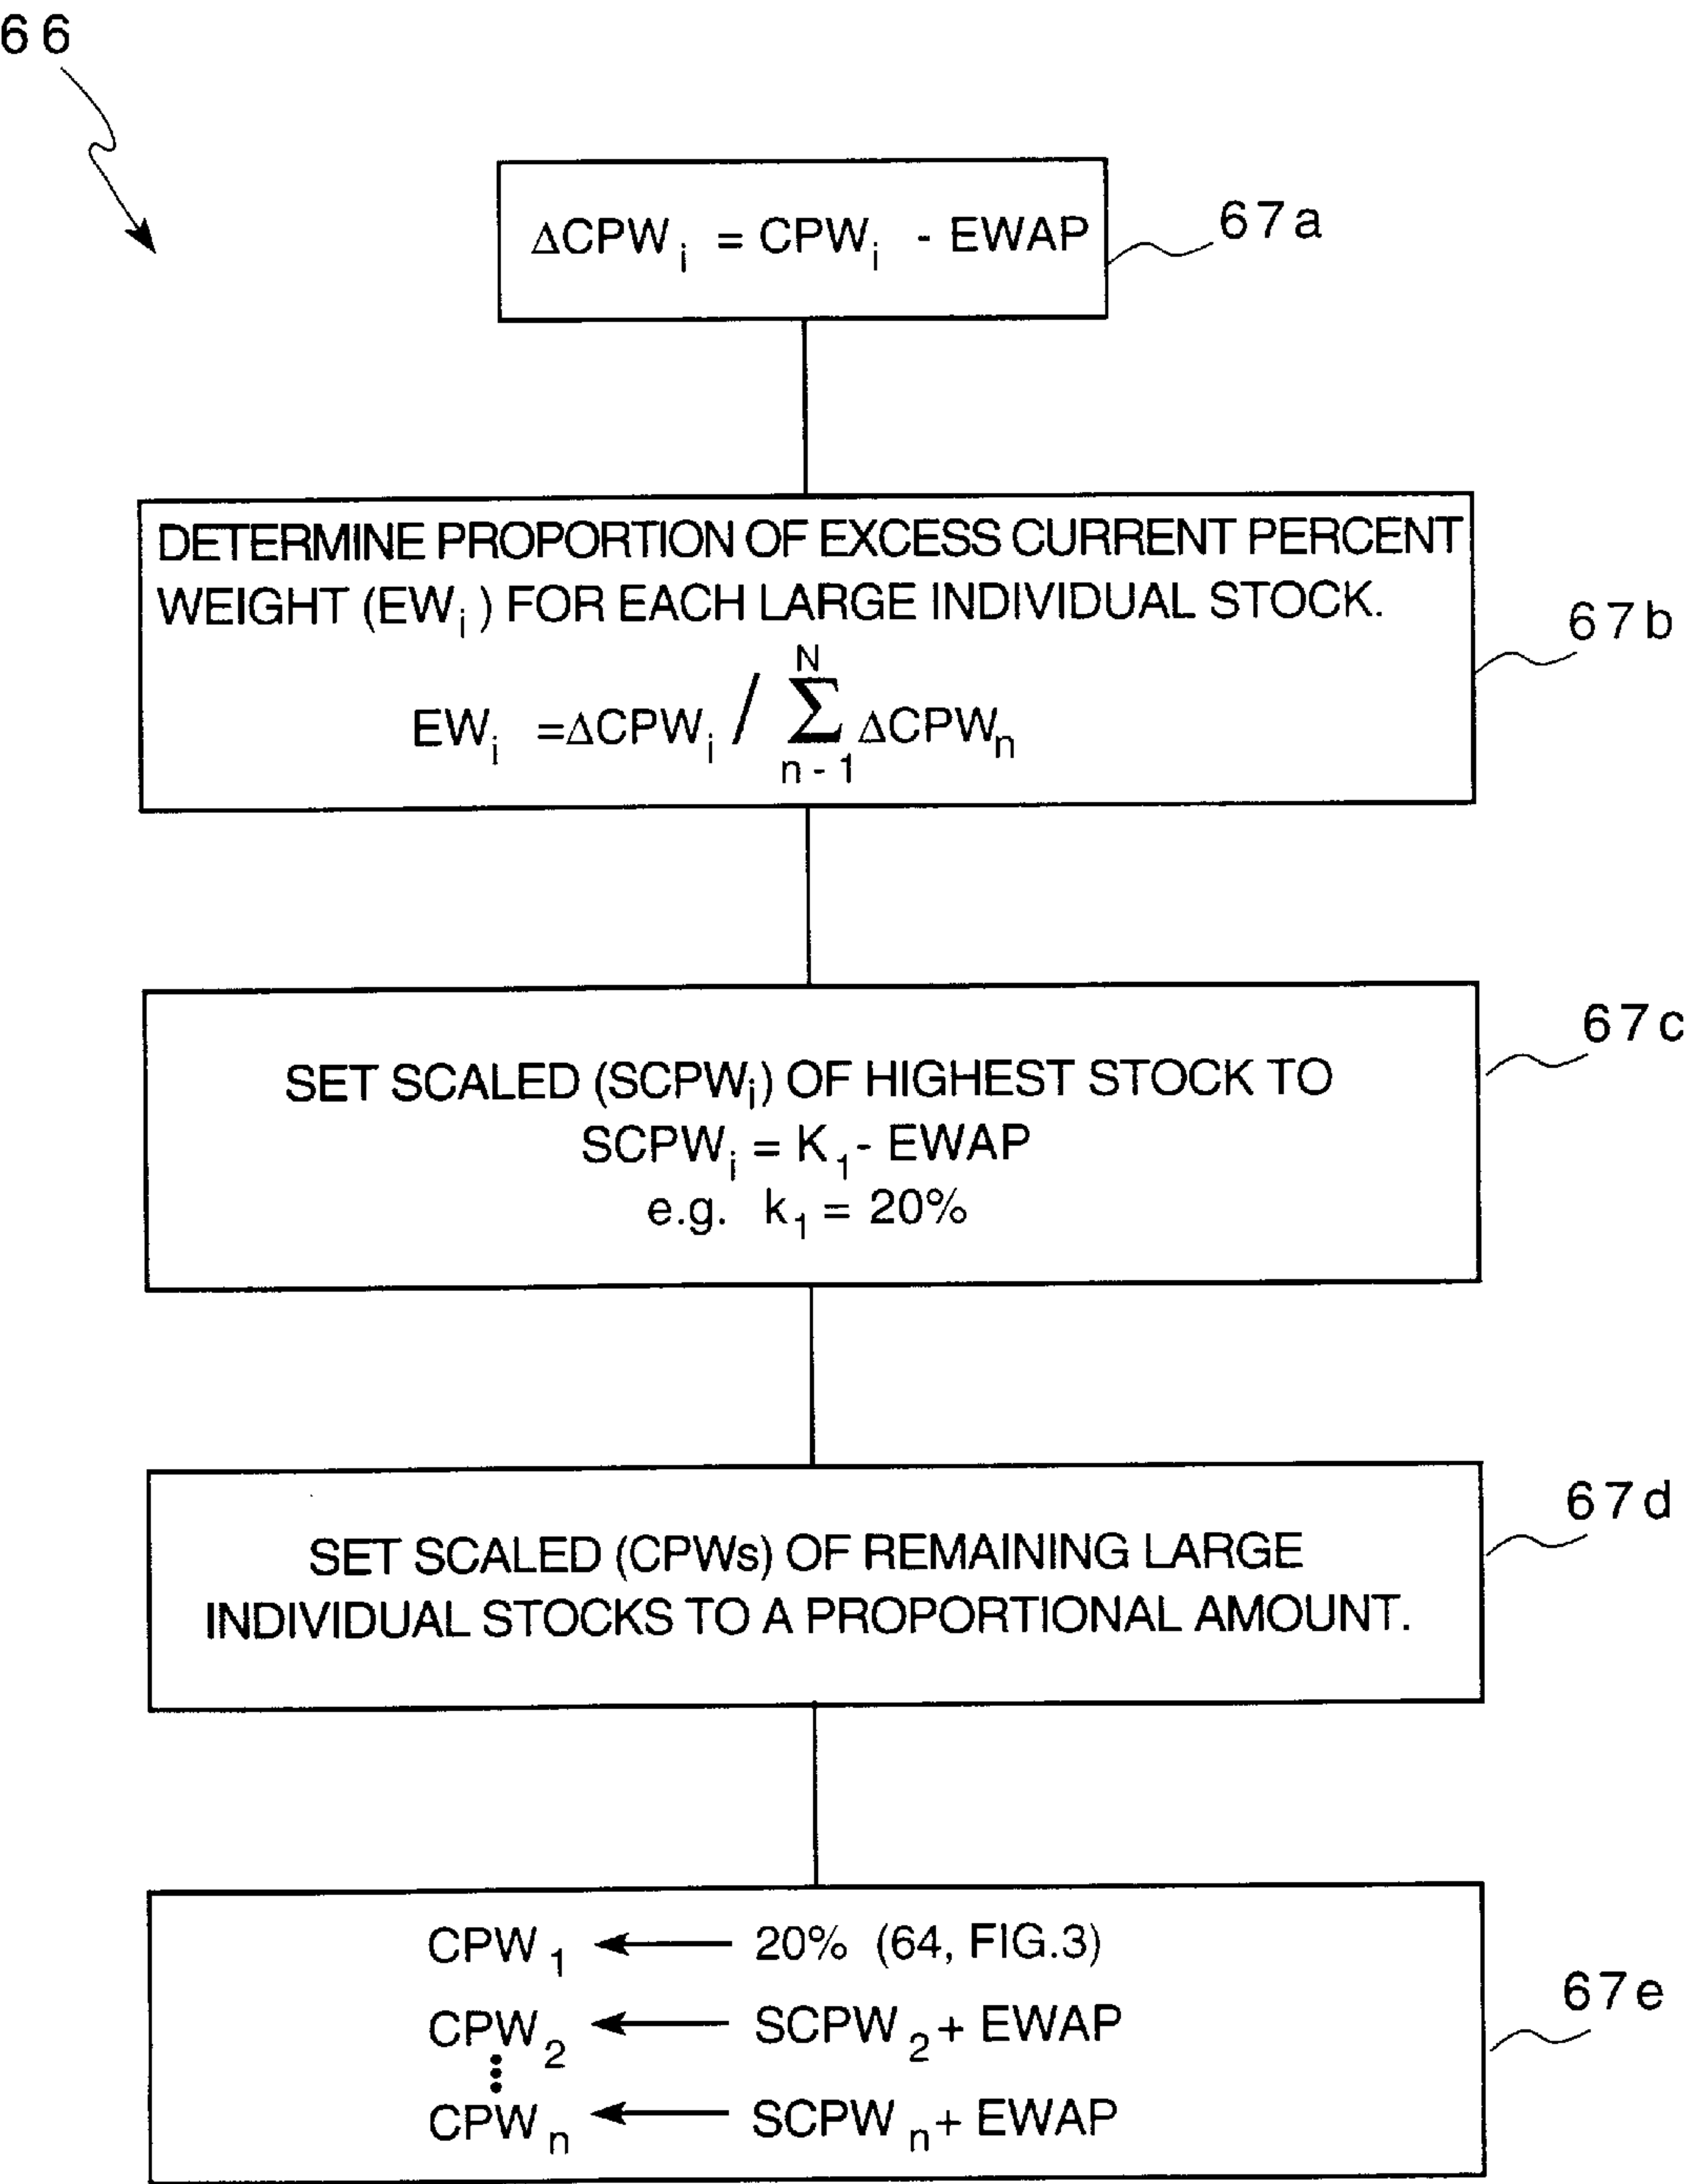 66
ΔCPWi = CPWi - EWAP
67a
DETERMINE PROPORTION OF EXCESS CURRENT PERCENT
WEIGHT (EWi) FOR EACH LARGE INDIVIDUAL STOCK.
67b
N
EWi =ΔCPWi / Σ ΔCPWn
n - 1
67c
SET SCALED (SCPWi) OF HIGHEST STOCK TO
SCPWi = K1 - EWAP
e.g. k1 = 20%
67d
SET SCALED (CPWs) OF REMAINING LARGE
INDIVIDUAL STOCKS TO A PROPORTIONAL AMOUNT.
CPW1 ← 20% (64, FIG.3)
67e
CPW2 ← SCPW2 + EWAP
CPWn ← SCPWn + EWAP